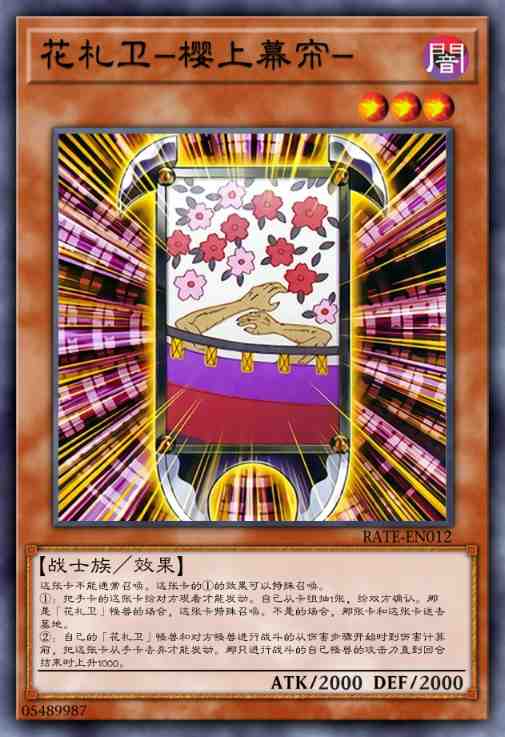 花札卫-樱上幕帘-
闇
RATE-EN012
【战士族／效果】
这张卡不能通常召唤。这张卡的①的效果可以特殊召唤。
①：把手卡的这张卡给对方观看才能发动。自己从卡组抽1张，给双方确认。那
是「花札卫」怪兽的场合，这张卡特殊召唤。不是的场合，那张卡和这张卡送去
墓地。
②：自己的「花札卫」怪兽和对方怪兽进行战斗的从伤害步骤开始时到伤害计算
前，把这张卡从手卡丢弃才能发动。那只进行战斗的自己怪兽的攻击力直到回合
结束时上升1000。
ATK/2000 DEF/2000
05489987